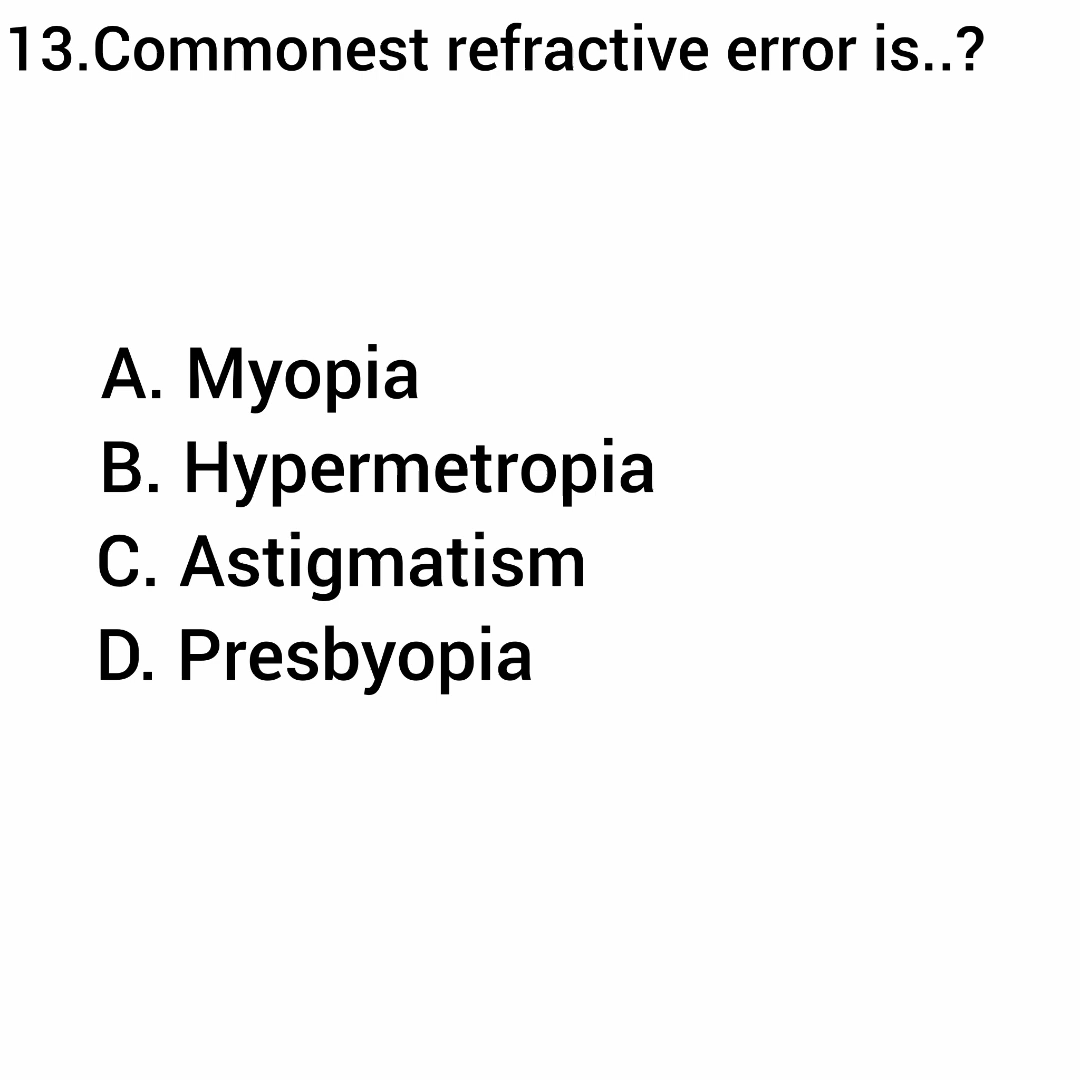 13.Commonest refractive error is..?
A. Myopia
B. Hypermetropia
C. Astigmatism
D. Presbyopia